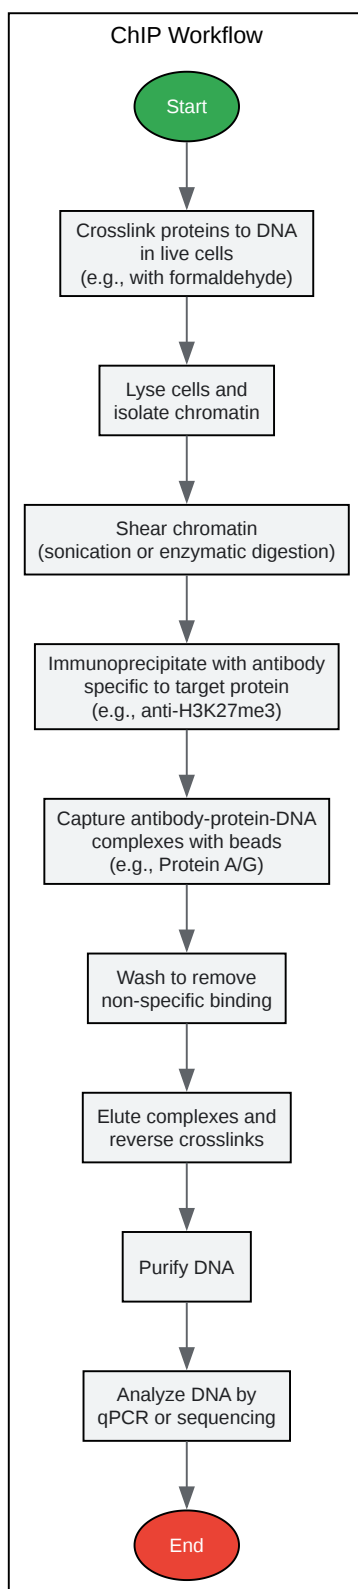 ChIP Workflow
Start
Crosslink proteins to DNA
in live cells
(e.g., with formaldehyde)
Lyse cells and
isolate chromatin
Shear chromatin
(sonication or enzymatic digestion)
Immunoprecipitate with antibody
specific to target protein
(e.g., anti-H3K27me3)
Capture antibody-protein-DNA
complexes with beads
(e.g., Protein A/G)
Wash to remove
non-specific binding
Elute complexes and
reverse crosslinks
Purify DNA
Analyze DNA by
qPCR or sequencing
End